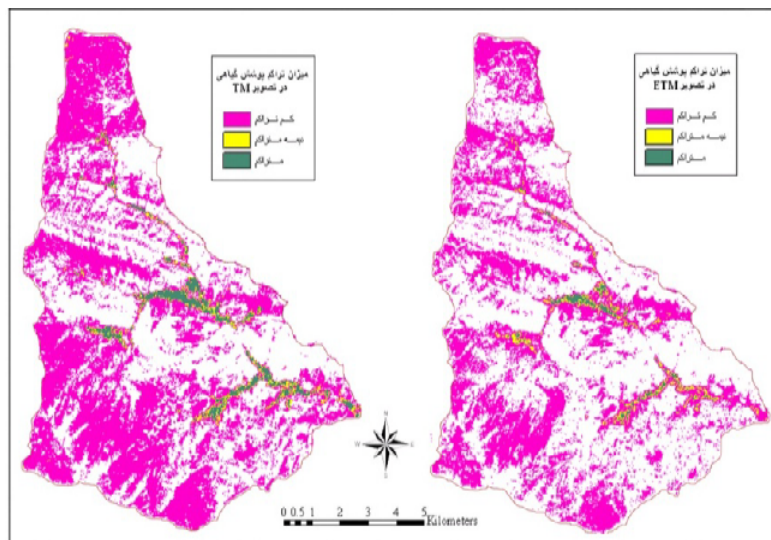 میزان تراکم پوشش گیاهی
در تصویر TM
کم تراکم
نیمه متراکم
متراکم
میزان تراکم پوشش گیاهی
در تصویر ETM
کم تراکم
نیمه متراکم
متراکم
N
W
E
S
0 0.5 1 2 3 4 5
Kilometers